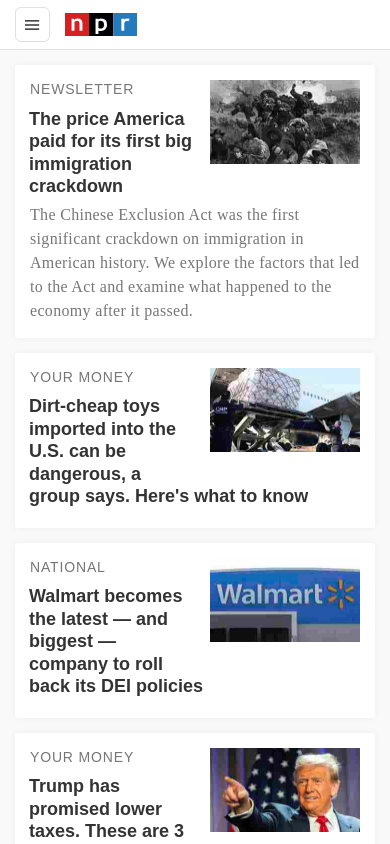 npr
NEWSLETTER
The price America
paid for its first big
immigration
crackdown
The Chinese Exclusion Act was the first
significant crackdown on immigration in
American history. We explore the factors that led
to the Act and examine what happened to the
economy after it passed.
YOUR MONEY
Dirt-cheap toys
imported into the
U.S. can be
dangerous, a
group says. Here's what to know
NATIONAL
Walmart becomes
the latest — and
biggest —
company to roll
back its DEI policies
Walmart
YOUR MONEY
Trump has
promised lower
taxes. These are 3